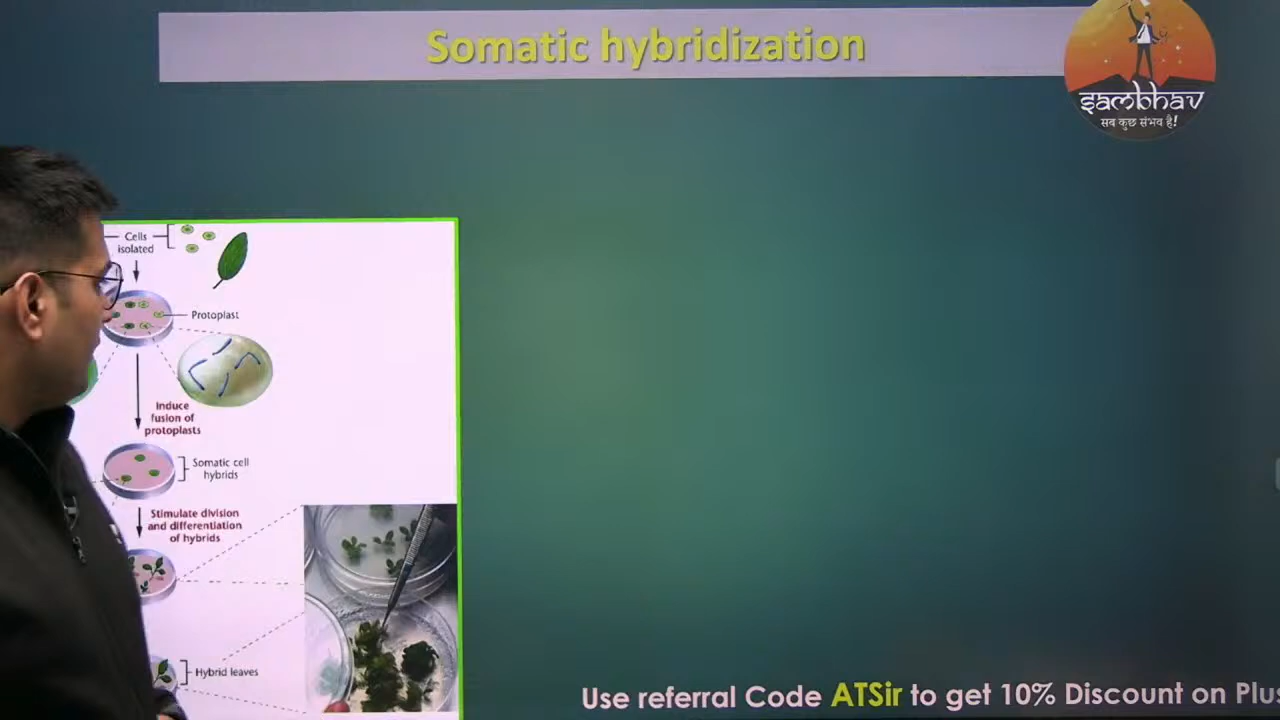 Somatic hybridization
sambhav
सब कुछ संभव है!
Cells
isolated
Protoplast
Induce
fusion of
protoplasts
Somatic cell
hybrids
Stimulate division
and differentiation
of hybrids
Hybrid leaves
Use referral Code ATSir to get 10% Discount on Plus